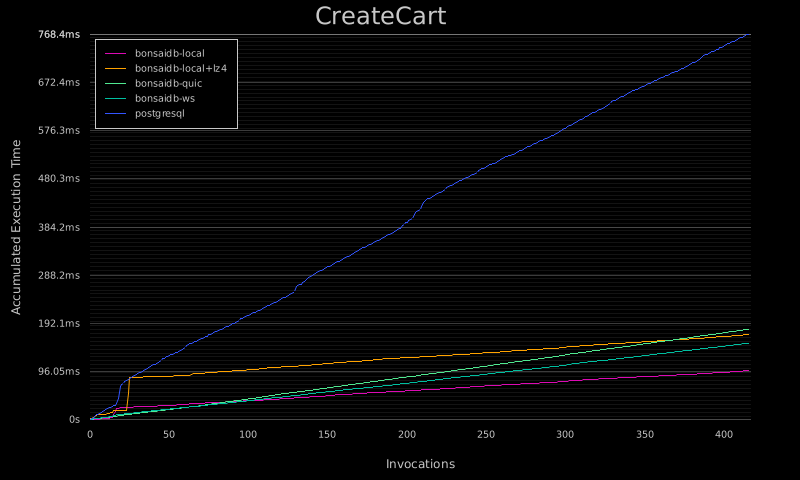 CreateCart
768.4ms
672.4ms
576.3ms
480.3ms
384.2ms
288.2ms
192.1ms
96.05ms
0s
bonsaidb-local
bonsaidb-local+lz4
bonsaidb-quic
bonsaidb-ws
postgresql
Accumulated Execution Time
0
50
100
150
200
250
300
350
400
Invocations